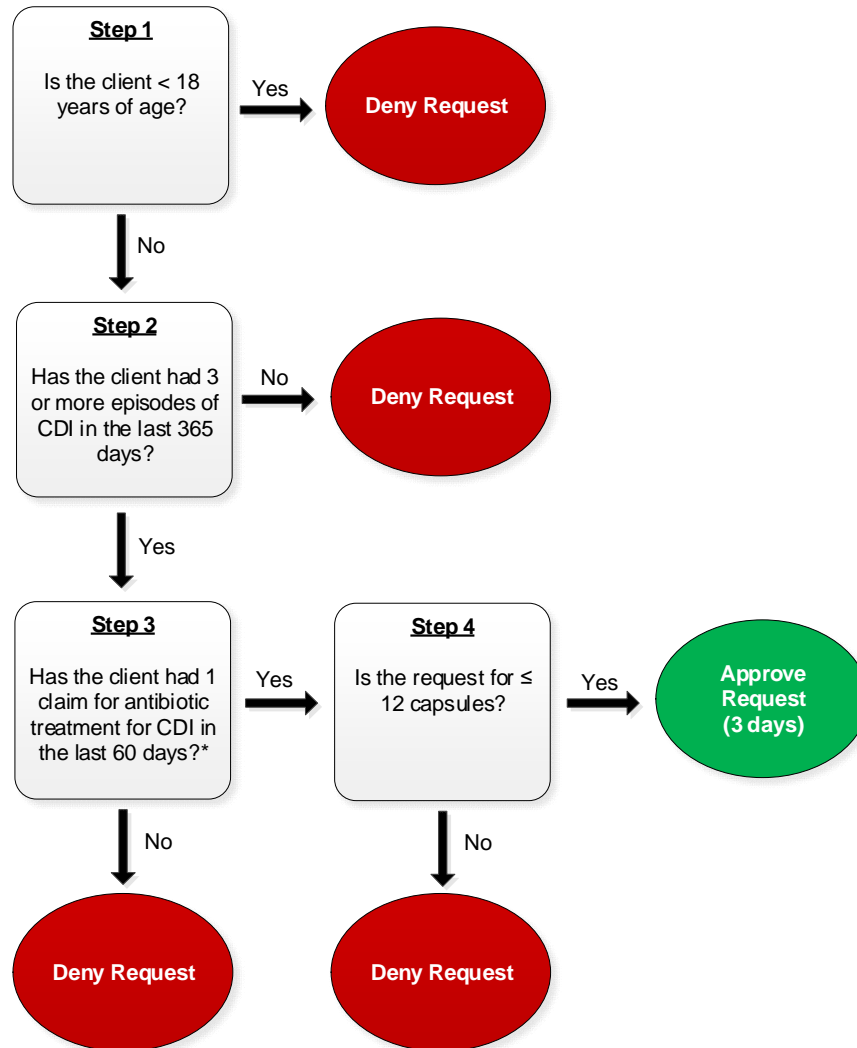 Step 1
Is the client < 18
years of age?
Yes
Deny Request
No
Step 2
Has the client had 3
or more episodes of
CDI in the last 365
days?
No
Deny Request
Yes
Step 3
Has the client had 1
claim for antibiotic
treatment for CDI in
the last 60 days?*
Yes
Step 4
Is the request for ≤
12 capsules?
Yes
Approve
Request
(3 days)
No
Deny Request
No
Deny Request